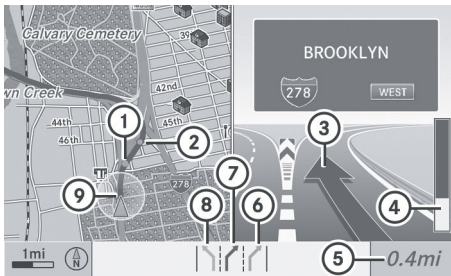 Calvary Cemetery
39
BROOKLYN
wn Creek
42nd
278
WEST
44th
45th
1
2
3
46th
7
278
9
8
6
4
1mi
N
5
0.4mi